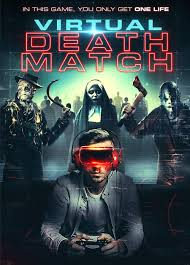 IN THIS GAME, YOU ONLY GET ONE LIFE
VIRTUAL
DEATH
MATCH